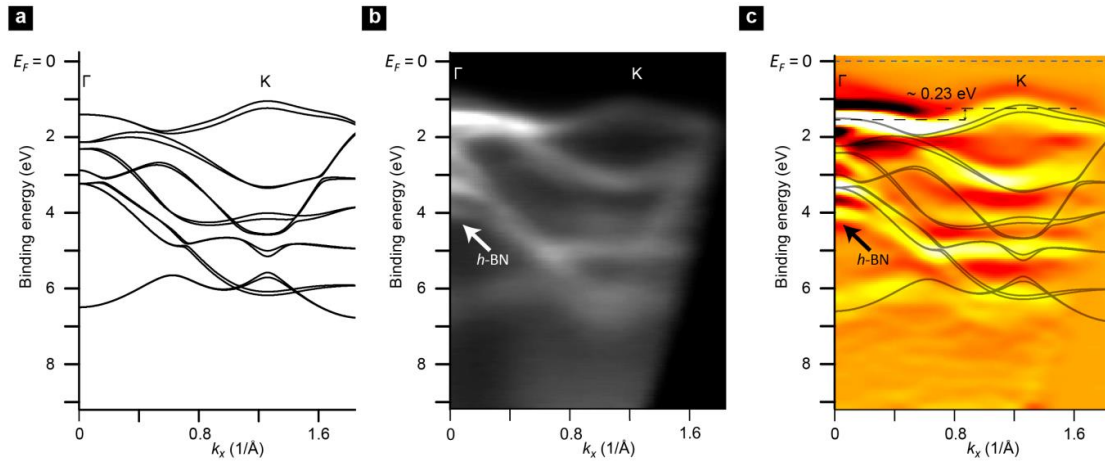 a
E_F = 0
Γ
K
2
4
6
8
Binding energy (eV)
0
0.8
1.6
k_x (1/Å)
b
E_F = 0
Γ
K
2
4
6
8
Binding energy (eV)
h-BN
0
0.8
1.6
k_x (1/Å)
c
E_F = 0
Γ
K
~ 0.23 eV
2
4
6
8
Binding energy (eV)
h-BN
0
0.8
1.6
k_x (1/Å)